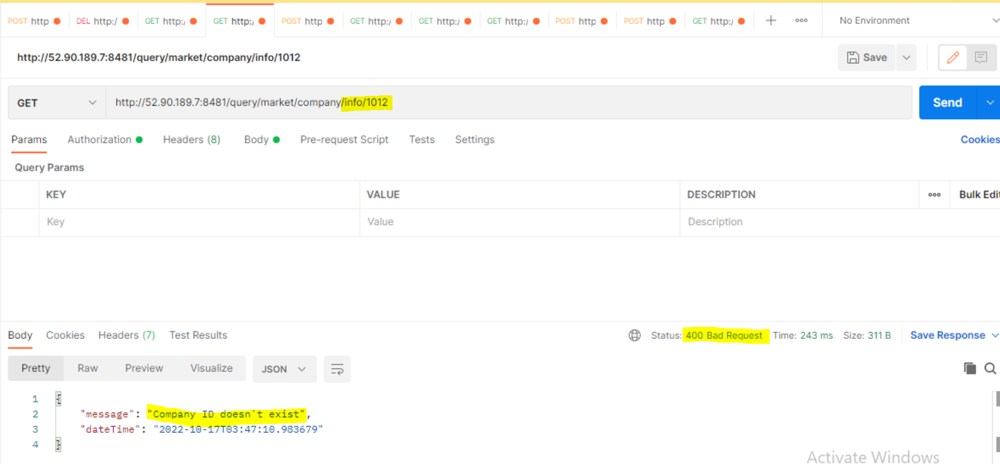 POST http DEL http:/ GET http:/ GET http:/ POST http GET http:/ GET http:/ GET http:/ POST http POST http GET http:/ No Environment
http://52.90.189.7:8481/query/market/company/info/1012 Save
GET http://52.90.189.7:8481/query/market/company/info/1012 Send
Params Authorization Headers (8) Body Pre-request Script Tests Settings Cookies
Query Params
KEY VALUE DESCRIPTION Bulk Edit
Key Value Description
Body Cookies Headers (7) Test Results Status: 400 Bad Request Time: 243 ms Size: 311 B Save Response
Pretty Raw Preview Visualize JSON
1 {
2 "message": "Company ID doesn't exist",
3 "dateTime": "2022-10-17T03:47:10.983679"
4 }
Activate Windows